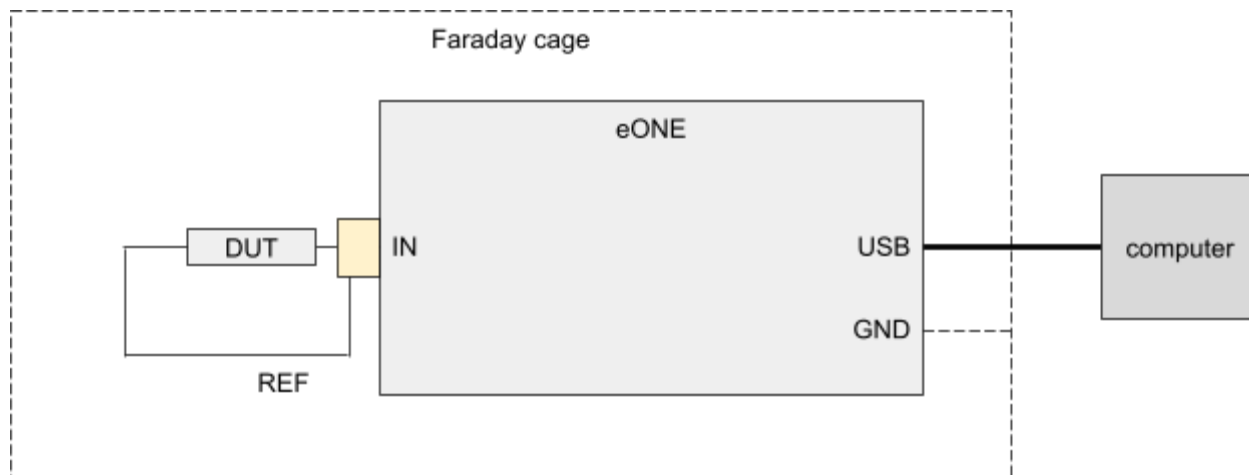 Faraday cage
eONE
DUT
IN
USB
computer
GND
REF